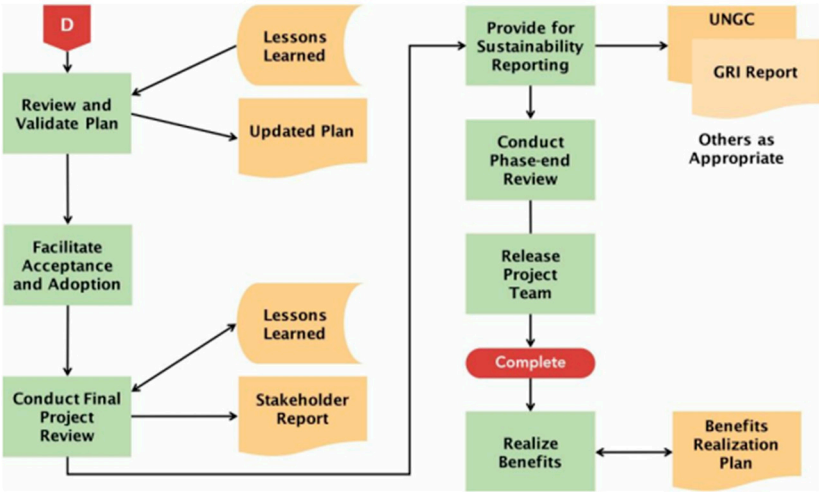 D
Lessons
Learned
Review and
Validate Plan
Updated Plan
Facilitate
Acceptance
and Adoption
Lessons
Learned
Conduct Final
Project
Review
Stakeholder
Report
Provide for
Sustainability
Reporting
UNGC
GRI Report
Others as
Appropriate
Conduct
Phase-end
Review
Release
Project
Team
Complete
Realize
Benefits
Benefits
Realization
Plan